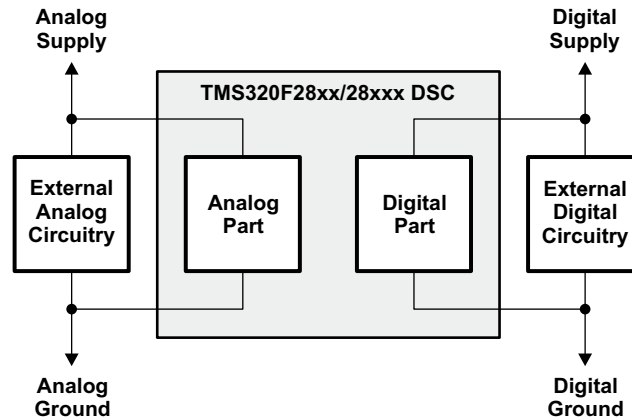 Analog
Supply
Digital
Supply
TMS320F28xx/28xxx DSC
External
Analog
Circuitry
Analog
Part
Digital
Part
External
Digital
Circuitry
Analog
Ground
Digital
Ground